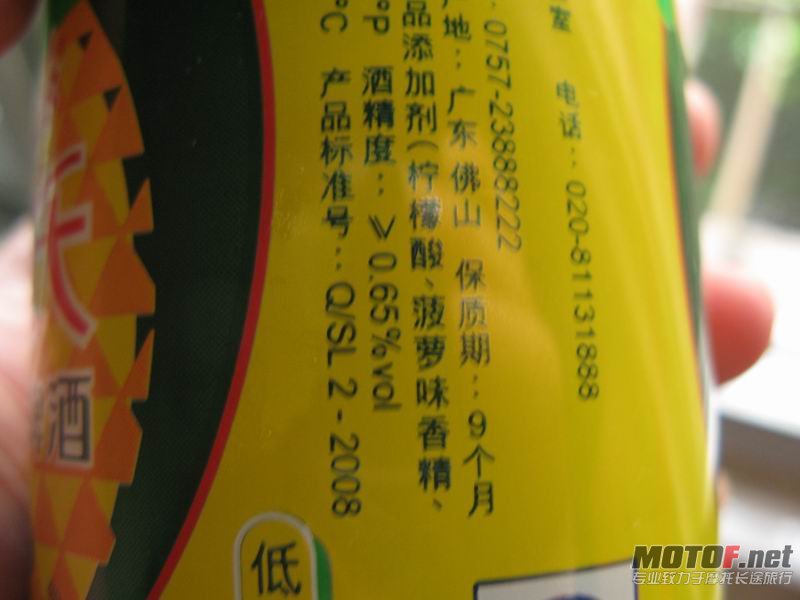 室 电话：020-81131888
：0757-23888222
产地：广东佛山 保质期：9个月
品添加剂（柠檬酸、菠萝味香精、
°P 酒精度：≥0.65%vol
°C 产品标准号：Q/SL 2-2008
酒
低
MOTOF.net
专业致力于摩托长途旅行